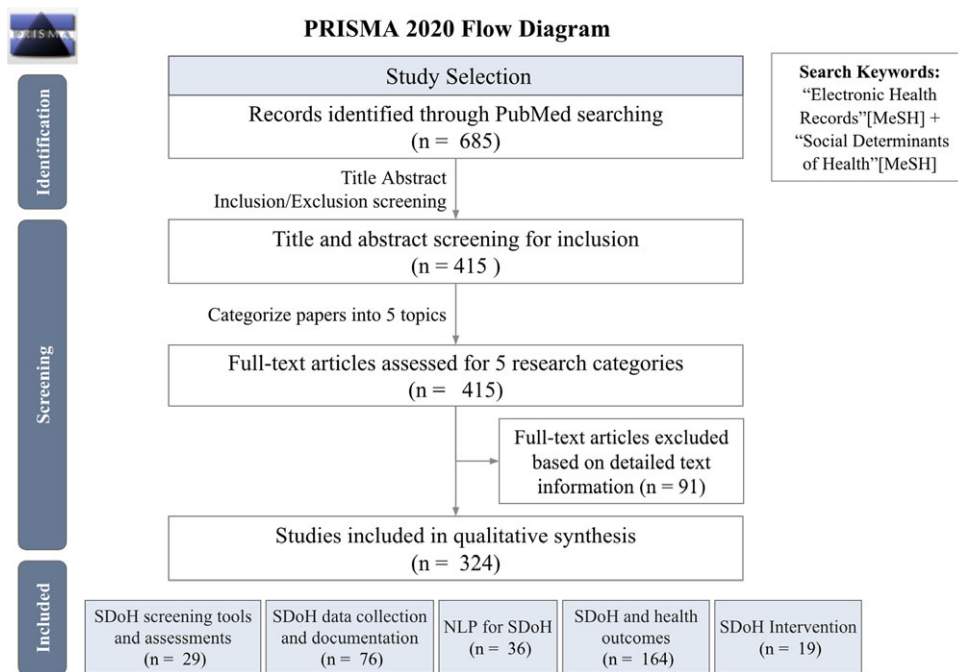 PRISMA
PRISMA 2020 Flow Diagram
Identification
Study Selection
Records identified through PubMed searching
(n = 685)
Search Keywords:
“Electronic Health
Records”[MeSH] +
“Social Determinants
of Health”[MeSH]
Title Abstract
Inclusion/Exclusion screening
Screening
Title and abstract screening for inclusion
(n = 415 )
Categorize papers into 5 topics
Full-text articles assessed for 5 research categories
(n = 415)
Full-text articles excluded
based on detailed text
information (n = 91)
Studies included in qualitative synthesis
(n = 324)
Included
SDoH screening tools
and assessments
(n = 29)
SDoH data collection
and documentation
(n = 76)
NLP for SDoH
(n = 36)
SDoH and health
outcomes
(n = 164)
SDoH Intervention
(n = 19)